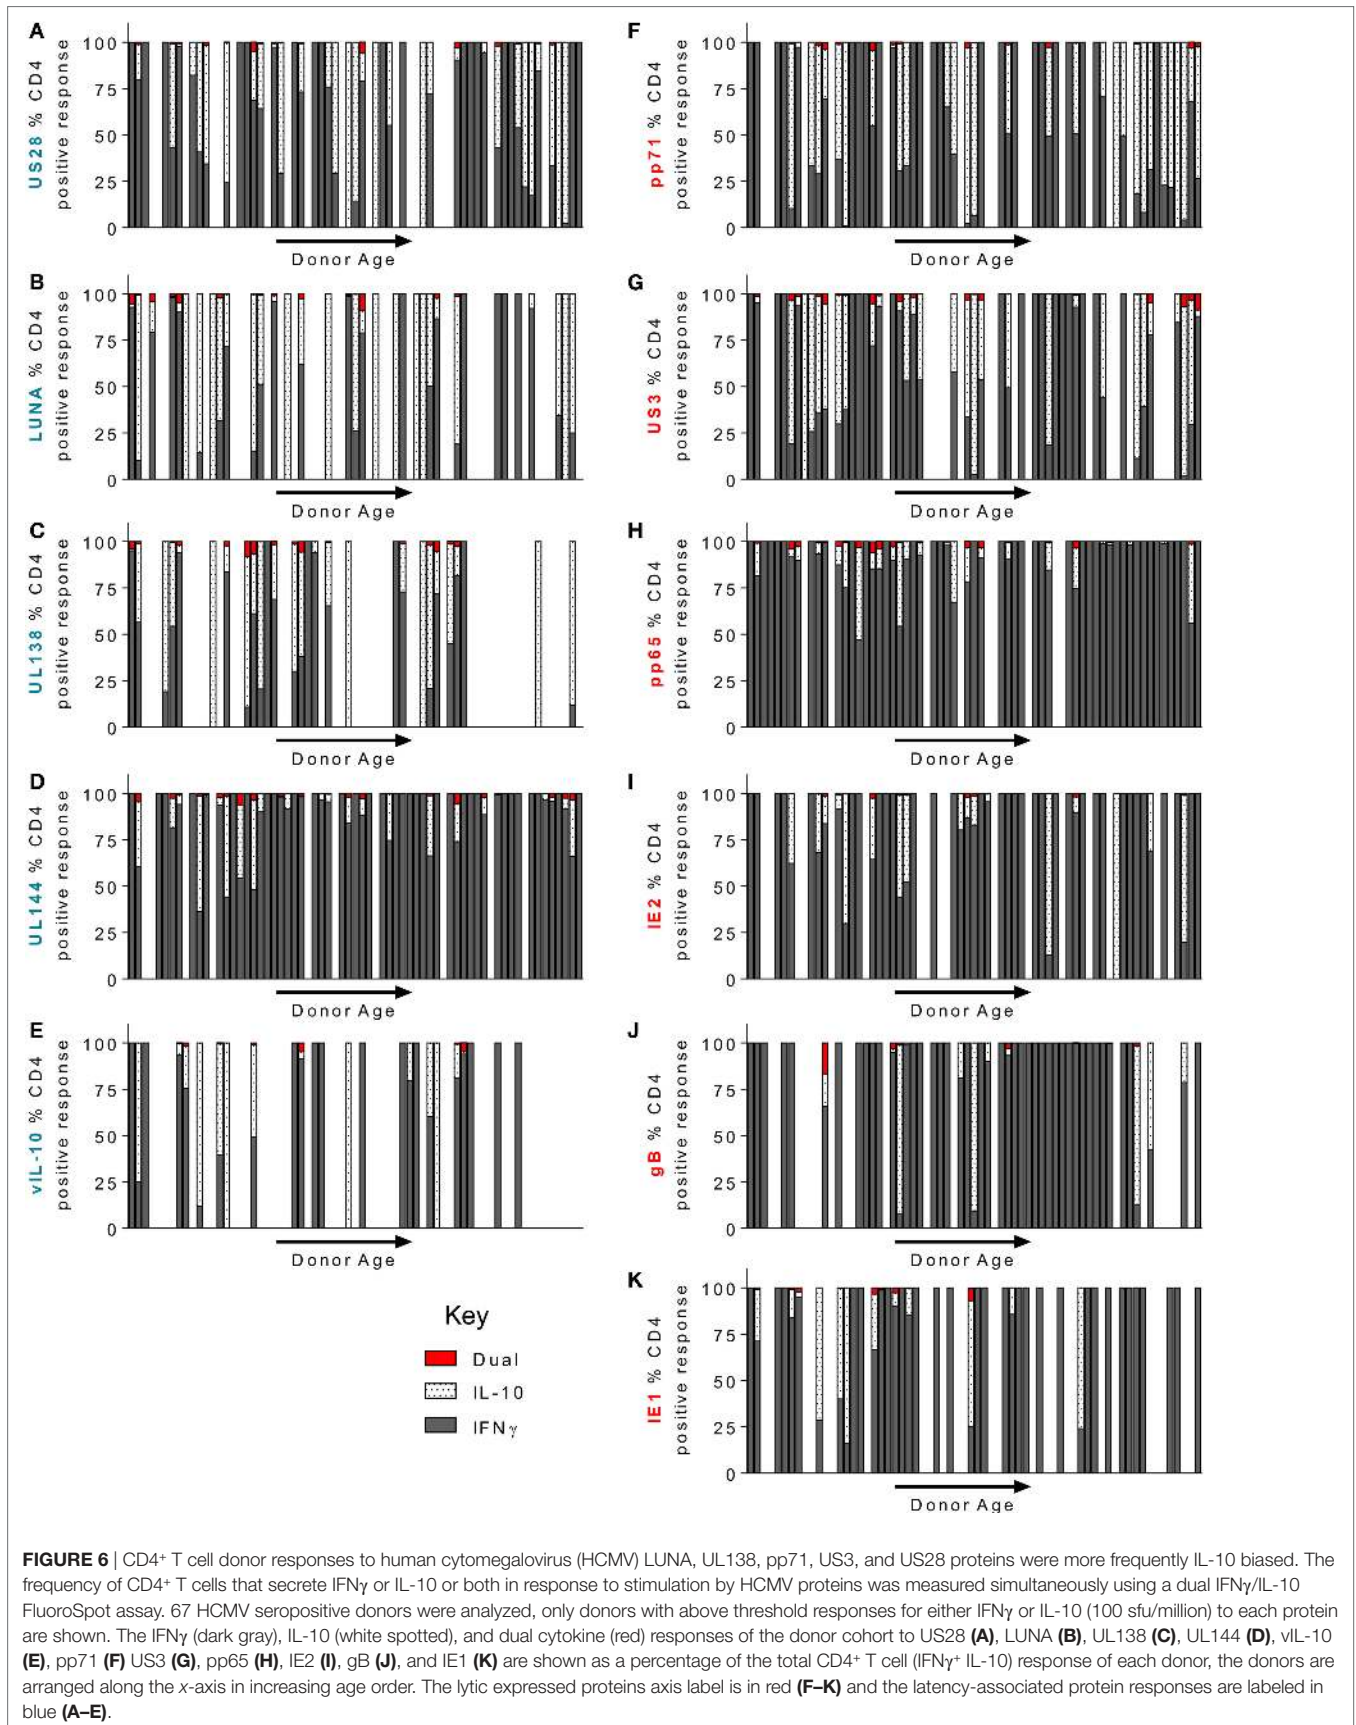 A
US28 % CD4
positive response
100
75
50
25
0
Donor Age
B
LUNA % CD4
positive response
100
75
50
25
0
Donor Age
C
UL138 % CD4
positive response
100
75
50
25
0
Donor Age
D
UL144 % CD4
positive response
100
75
50
25
0
Donor Age
E
vIL-10 % CD4
positive response
100
75
50
25
0
Donor Age
Key
Dual
IL-10
IFNγ
F
pp71 % CD4
positive response
100
75
50
25
0
Donor Age
G
US3 % CD4
positive response
100
75
50
25
0
Donor Age
H
pp65 % CD4
positive response
100
75
50
25
0
Donor Age
I
IE2 % CD4
positive response
100
75
50
25
0
Donor Age
J
gB % CD4
positive response
100
75
50
25
0
Donor Age
K
IE1 % CD4
positive response
100
75
50
25
0
Donor Age
FIGURE 6 | CD4+ T cell donor responses to human cytomegalovirus (HCMV) LUNA, UL138, pp71, US3, and US28 proteins were more frequently IL-10 biased. The
frequency of CD4+ T cells that secrete IFNγ or IL-10 or both in response to stimulation by HCMV proteins was measured simultaneously using a dual IFNγ/IL-10
FluoroSpot assay. 67 HCMV seropositive donors were analyzed, only donors with above threshold responses for either IFNγ or IL-10 (100 sfu/million) to each protein
are shown. The IFNγ (dark gray), IL-10 (white spotted), and dual cytokine (red) responses of the donor cohort to US28 (A), LUNA (B), UL138 (C), UL144 (D), vIL-10
(E), pp71 (F) US3 (G), pp65 (H), IE2 (I), gB (J), and IE1 (K) are shown as a percentage of the total CD4+ T cell (IFNγ+ IL-10) response of each donor, the donors are
arranged along the x-axis in increasing age order. The lytic expressed proteins axis label is in red (F–K) and the latency-associated protein responses are labeled in
blue (A–E).